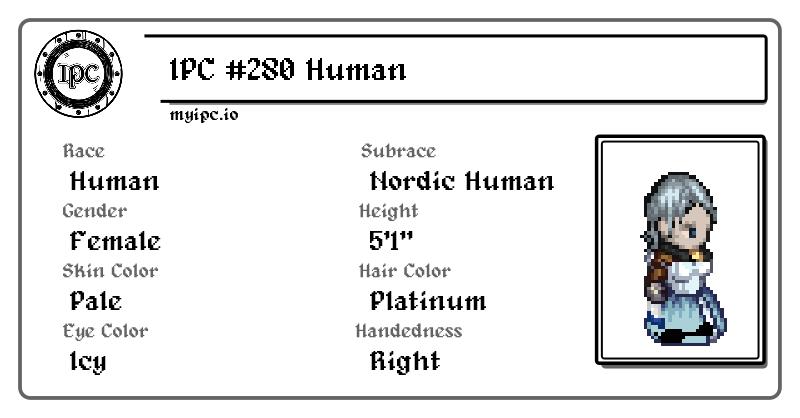 IPC
IPC #280 Human
myipc.io
Race
Human
Subrace
Nordic Human
Gender
Female
Height
5'1"
Skin Color
Pale
Hair Color
Platinum
Eye Color
Icy
Handedness
Right